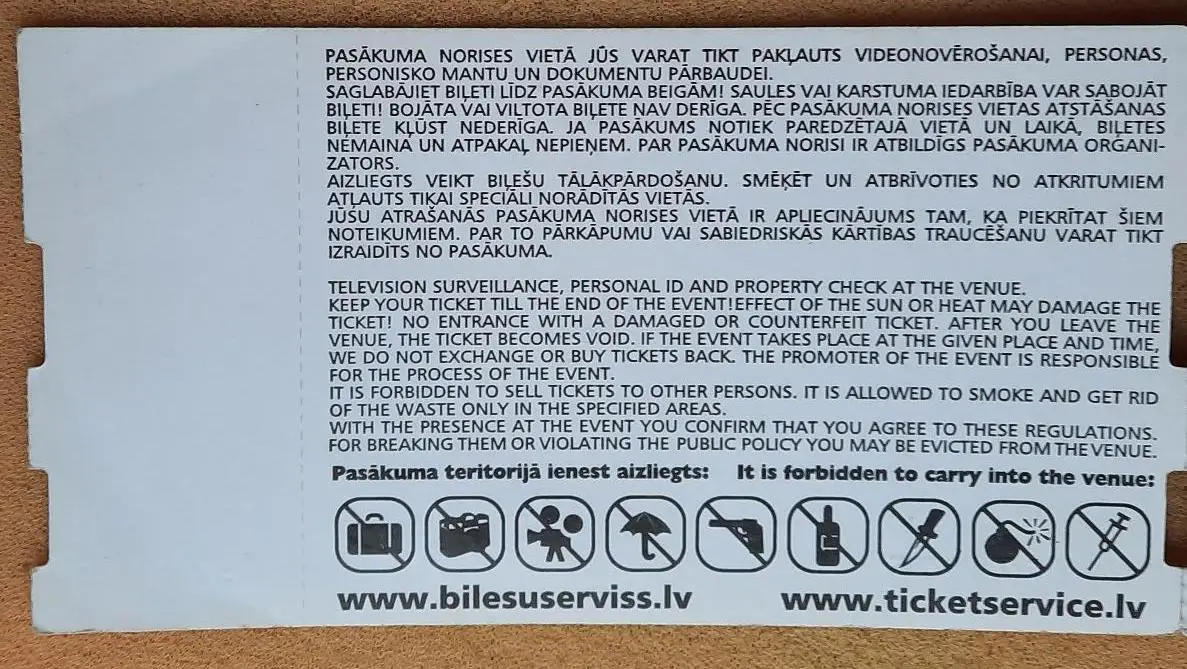 PASĀKUMA NORISES VIETĀ JŪS VARAT TIKT PAKĻAUTS VIDEONOVĒROŠANAI, PERSONAS,
PERSONISKO MANTU UN DOKUMENTU PĀRBAUDEI.
SAGLABĀJIET BIĻETI LĪDZ PASĀKUMA BEIGĀM! SAULES VAI KARSTUMA IEDARBĪBA VAR SABOJĀT
BIĻETI! BOJĀTA VAI VILTOTA BIĻETE NAV DERĪGA. PĒC PASĀKUMA NORISES VIETAS ATSTĀŠANAS
BIĻETE KĻŪST NEDERĪGA. JA PASĀKUMS NOTIEK PAREDZĒTAJĀ VIETĀ UN LAIKĀ, BIĻETES
NEMAINA UN ATPAKAĻ NEPIEŅEM. PAR PASĀKUMA NORISI IR ATBILDĪGS PASĀKUMA ORGANI-
ZATORS.
AIZLIEGTS VEIKT BIĻEŠU TĀLĀKPĀRDOŠANU. SMĒĶĒT UN ATBRĪVOTIES NO ATKRITUMIEM
ATĻAUTS TIKAI SPECIĀLI NORĀDĪTĀS VIETĀS.
JŪSU ATRAŠANĀS PASĀKUMA NORISES VIETĀ IR APLIECINĀJUMS TAM, KA PIEKRĪTAT ŠIEM
NOTEIKUMIEM. PAR TO PĀRKĀPUMU VAI SABIEDRISKĀS KĀRTĪBAS TRAUCĒŠANU VARAT TIKT
IZRAIDĪTS NO PASĀKUMA.
TELEVISION SURVEILLANCE, PERSONAL ID AND PROPERTY CHECK AT THE VENUE.
KEEP YOUR TICKET TILL THE END OF THE EVENT! EFFECT OF THE SUN OR HEAT MAY DAMAGE THE
TICKET! NO ENTRANCE WITH A DAMAGED OR COUNTERFEIT TICKET. AFTER YOU LEAVE THE
VENUE, THE TICKET BECOMES VOID. IF THE EVENT TAKES PLACE AT THE GIVEN PLACE AND TIME,
WE DO NOT EXCHANGE OR BUY TICKETS BACK. THE PROMOTER OF THE EVENT IS RESPONSIBLE
FOR THE PROCESS OF THE EVENT.
IT IS FORBIDDEN TO SELL TICKETS TO OTHER PERSONS. IT IS ALLOWED TO SMOKE AND GET RID
OF THE WASTE ONLY IN THE SPECIFIED AREAS.
WITH THE PRESENCE AT THE EVENT YOU CONFIRM THAT YOU AGREE TO THESE REGULATIONS.
FOR BREAKING THEM OR VIOLATING THE PUBLIC POLICY YOU MAY BE EVICTED FROM THE VENUE.
Pasākuma teritorijā ienest aizliegts: It is forbidden to carry into the venue:
www.bilesuserviss.lv www.ticketservice.lv